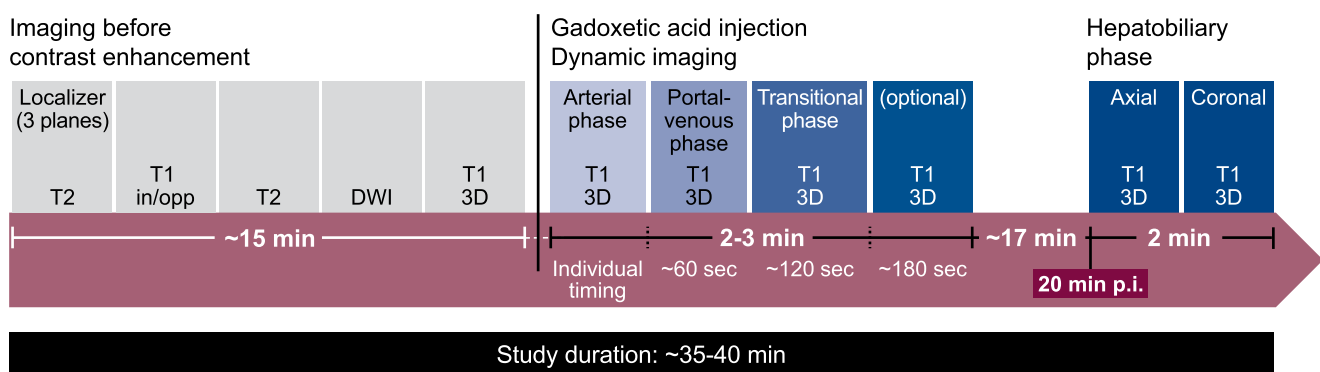 Imaging before
contrast enhancement
Gadoxetic acid injection
Dynamic imaging
Hepatobiliary
phase
Localizer
(3 planes)
T2
T1
in/opp
T2
DWI
T1
3D
Arterial
phase
T1
3D
Portal-
venous
phase
T1
3D
Transitional
phase
T1
3D
(optional)
T1
3D
Axial
T1
3D
Coronal
T1
3D
~15 min
2-3 min
~17 min
2 min
Individual
timing
~60 sec
~120 sec
~180 sec
20 min p.i.
Study duration: ~35-40 min